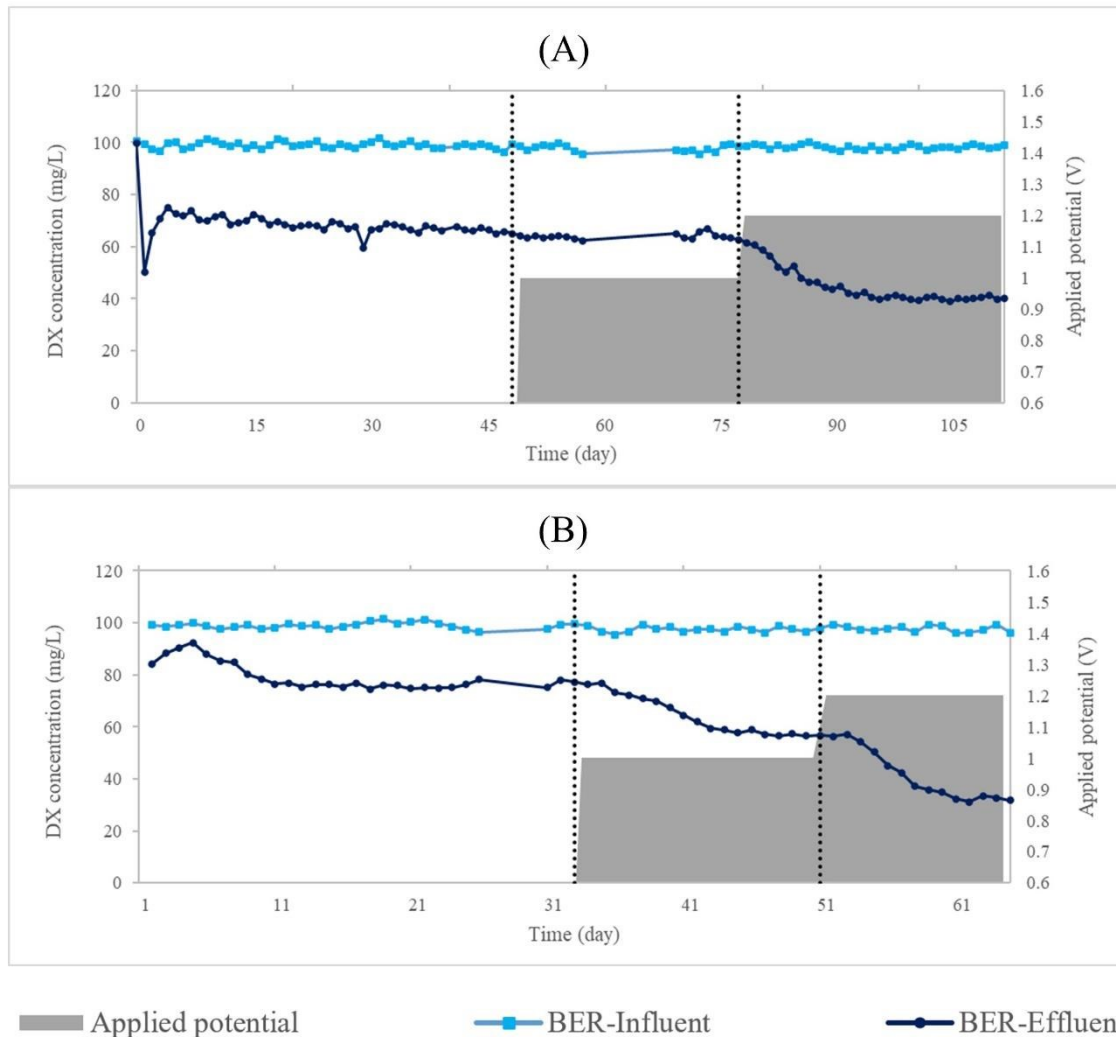 (A)
120 100 80 60 40 20 0
DX concentration (mg/L)
1.6 1.5 1.4 1.3 1.2 1.1 1 0.9 0.8 0.7 0.6
Applied potential (V)
0 15 30 45 60 75 90 105
Time (day)
(B)
120 100 80 60 40 20 0
DX concentration (mg/L)
1.6 1.5 1.4 1.3 1.2 1.1 1 0.9 0.8 0.7 0.6
Applied potential (V)
1 11 21 31 41 51 61
Time (day)
Applied potential BER-Influent BER-Effluen